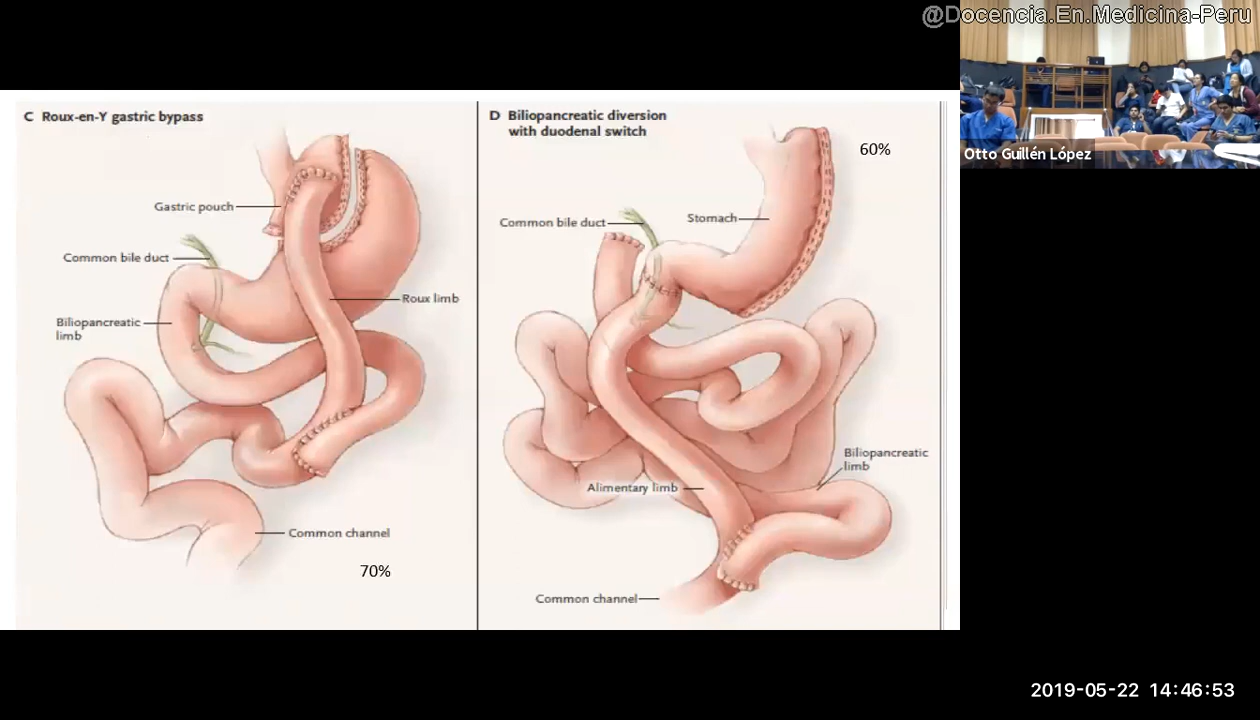 @Docencia.En.Medicina-Peru
Otto Guillén López
C Roux-en-Y gastric bypass
Gastric pouch
Common bile duct
Roux limb
Biliopancreatic
limb
Common channel
70%
D Biliopancreatic diversion
with duodenal switch
60%
Common bile duct
Stomach
Biliopancreatic
limb
Alimentary limb
Common channel
2019-05-22 14:46:53